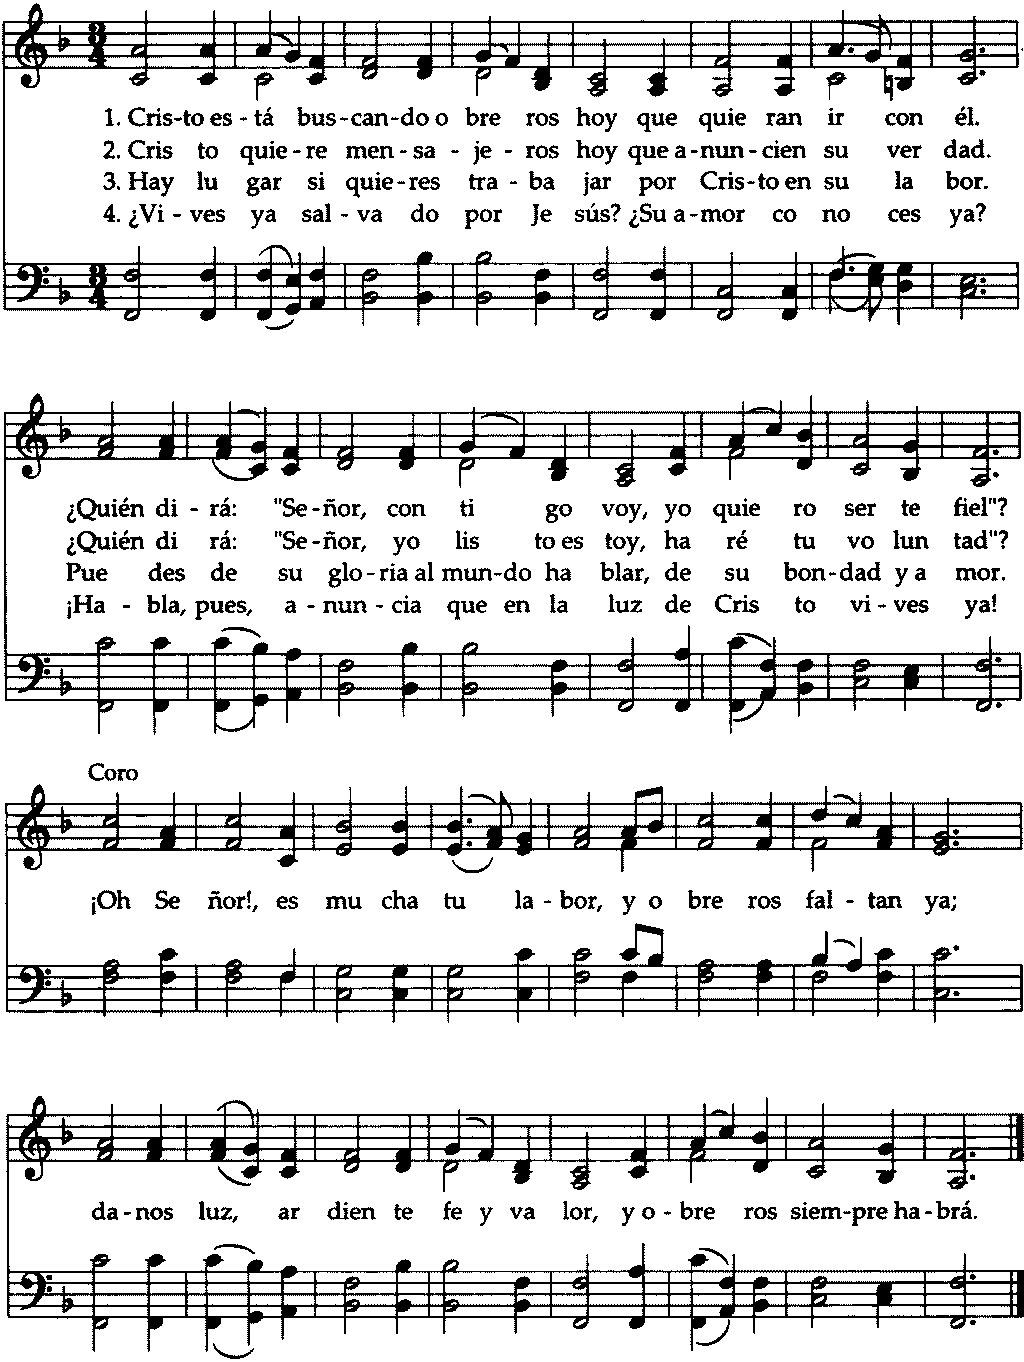 1. Cris-to es - tá bus-can-do o bre ros hoy que quie ran ir con él.
2. Cris to quie-re men-sa-je-ros hoy que a-nun-cien su ver dad.
3. Hay lu gar si quie-res tra-ba jar por Cris-to en su la bor.
4. ¿Vi-ves ya sal-va do por Je sús? ¿Su a-mor co no ces ya?
¿Quién di - rá: "Se-ñor, con ti go voy, yo quie ro ser te fiel"?
¿Quién di rá: "Se-ñor, yo lis to es toy, ha ré tu vo lun tad"?
Pue des de su glo-ria al mun-do ha blar, de su bon-dad y a mor.
¡Ha - bla, pues, a-nun-cia que en la luz de Cris to vi-ves ya!
Coro
¡Oh Se ñor!, es mu cha tu la-bor, y o bre ros fal-tan ya;
da-nos luz, ar dien te fe y va lor, y o-bre ros siem-pre ha-brá.